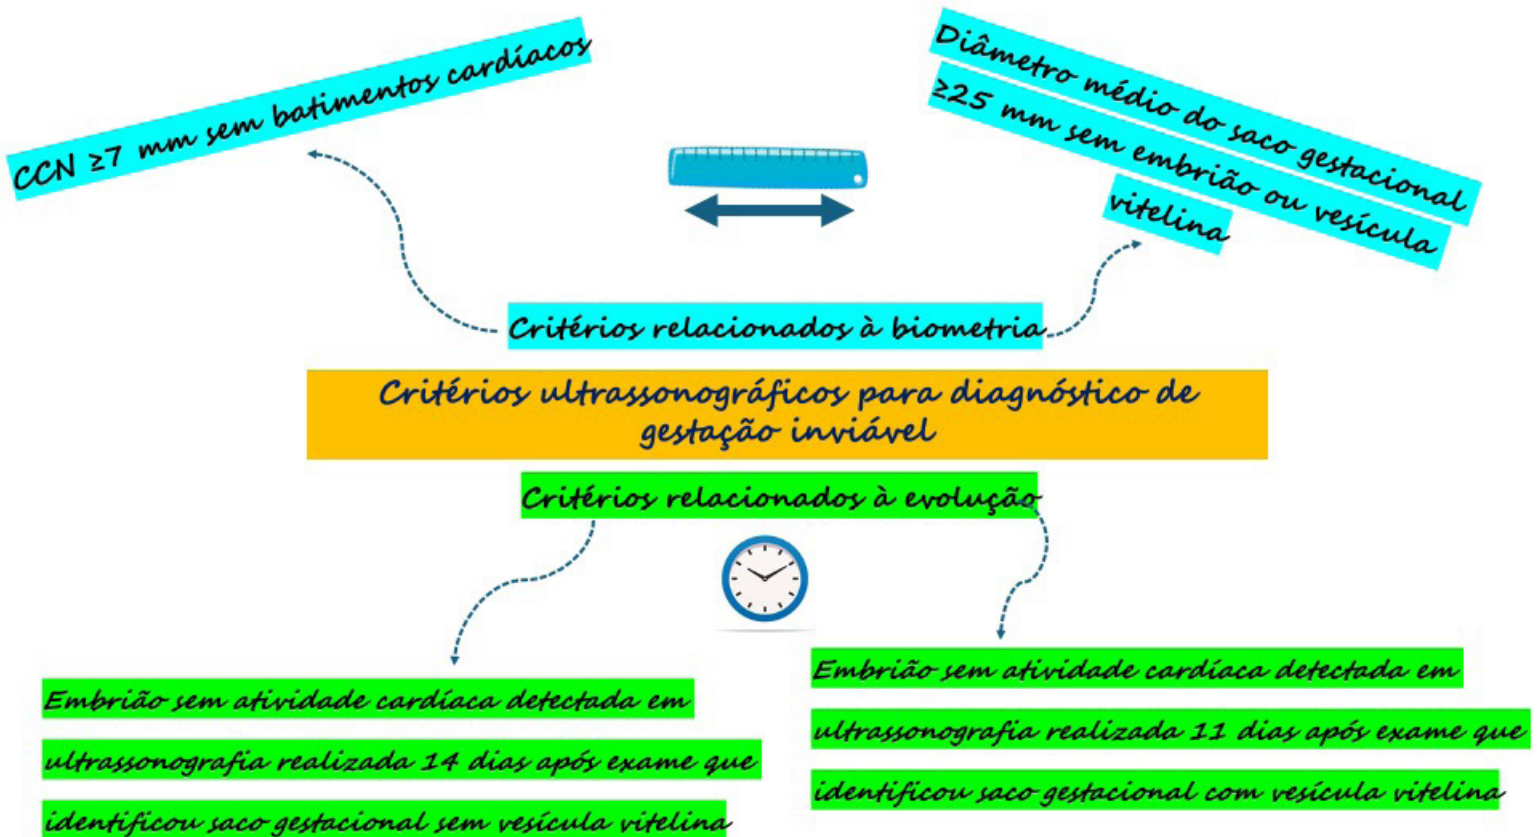 CCN ≥7 mm sem batimentos cardíacos
Diâmetro médio do saco gestacional
≥25 mm sem embrião ou vesícula
vitelina
Critérios relacionados à biometria
Critérios ultrassonográficos para diagnóstico de
gestação inviável
Critérios relacionados à evolução
Embrião sem atividade cardíaca detectada em
ultrassonografia realizada 14 dias após exame que
identificou saco gestacional sem vesícula vitelina
Embrião sem atividade cardíaca detectada em
ultrassonografia realizada 11 dias após exame que
identificou saco gestacional com vesícula vitelina